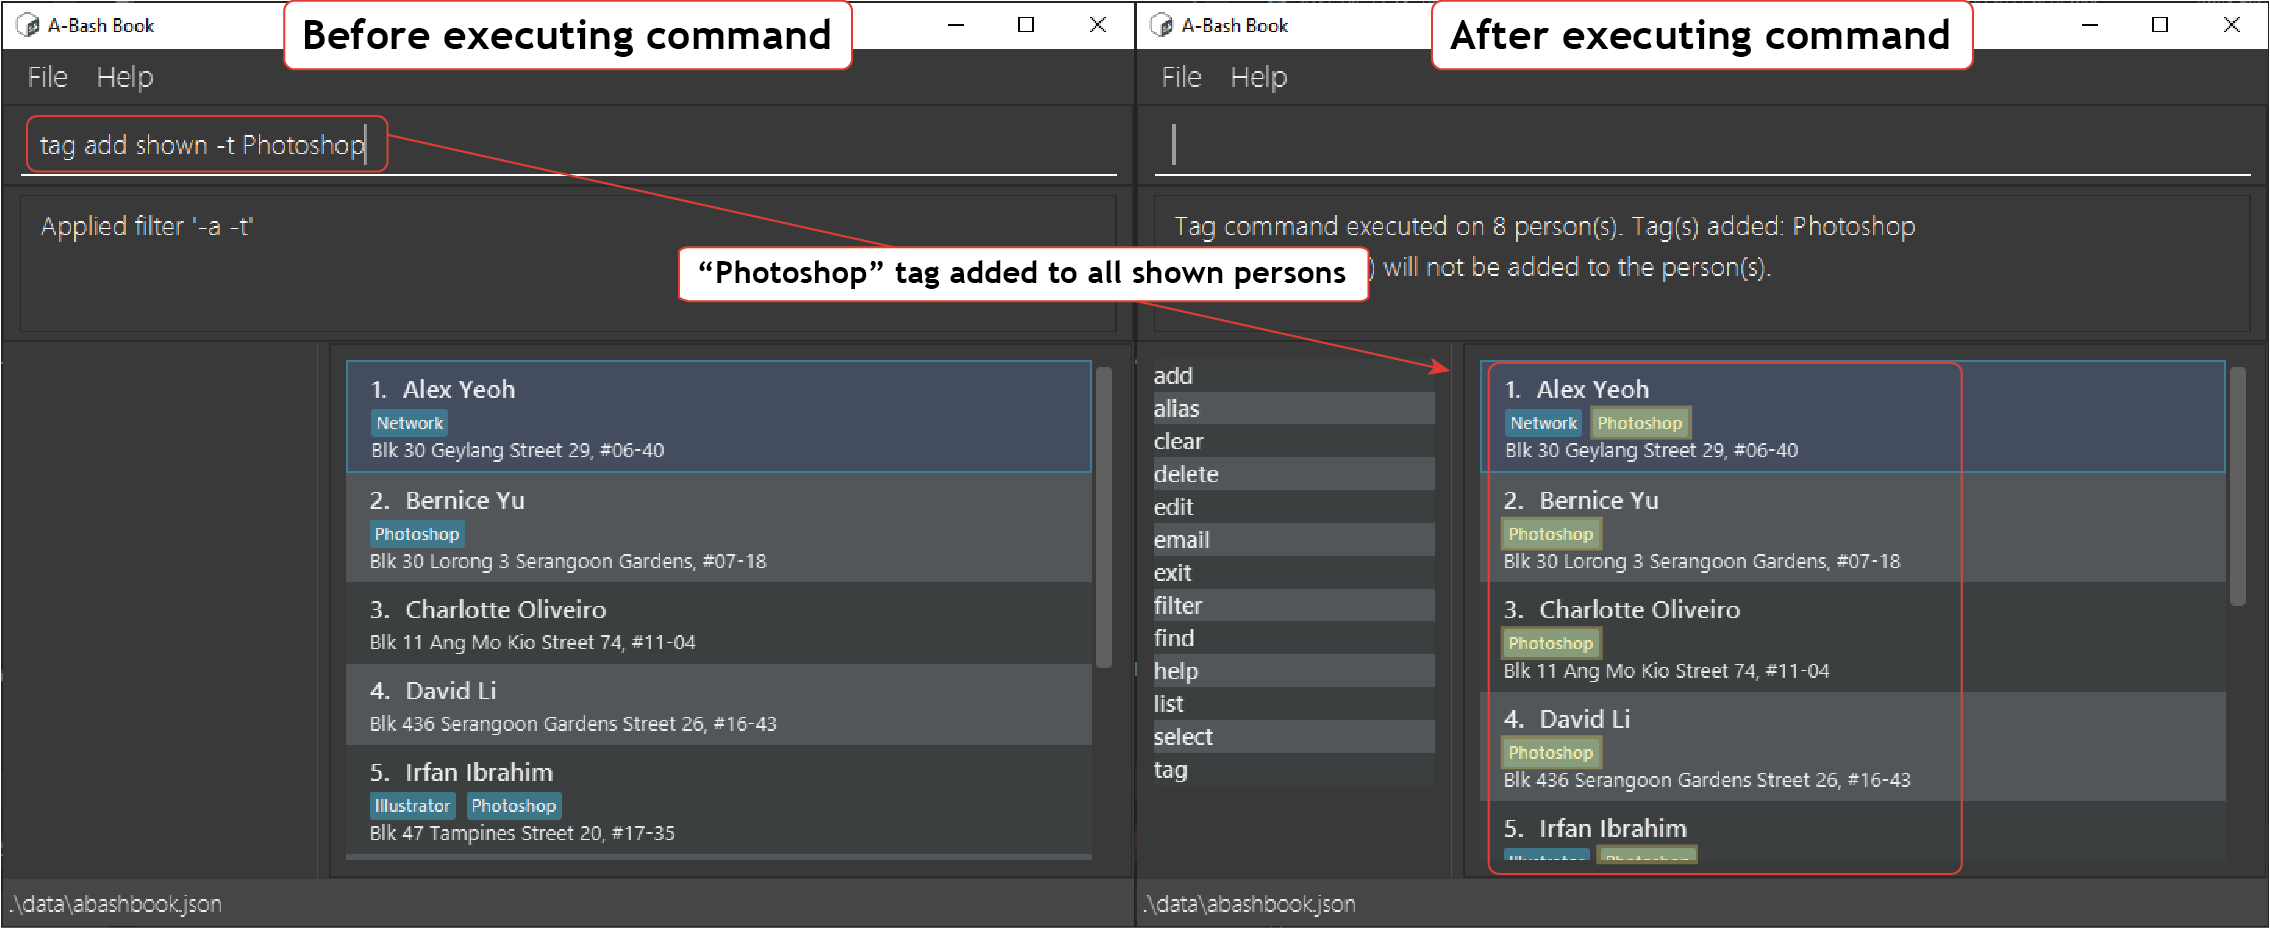 A-Bash Book
Before executing command
File Help
tag add shown -t Photoshop
Applied filter '-a -t'
1. Alex Yeoh
Network
Blk 30 Geylang Street 29, #06-40
2. Bernice Yu
Photoshop
Blk 30 Lorong 3 Serangoon Gardens, #07-18
3. Charlotte Oliveiro
Blk 11 Ang Mo Kio Street 74, #11-04
4. David Li
Blk 436 Serangoon Gardens Street 26, #16-43
5. Irfan Ibrahim
Illustrator Photoshop
Blk 47 Tampines Street 20, #17-35
.\data\abashbook.json
“Photoshop” tag added to all shown persons
A-Bash Book
After executing command
File Help
Tag command executed on 8 person(s). Tag(s) added: Photoshop
) will not be added to the person(s).
add
alias
clear
delete
edit
email
exit
filter
find
help
list
select
tag
1. Alex Yeoh
Network Photoshop
Blk 30 Geylang Street 29, #06-40
2. Bernice Yu
Photoshop
Blk 30 Lorong 3 Serangoon Gardens, #07-18
3. Charlotte Oliveiro
Photoshop
Blk 11 Ang Mo Kio Street 74, #11-04
4. David Li
Photoshop
Blk 436 Serangoon Gardens Street 26, #16-43
5. Irfan Ibrahim
Illustrator Photoshop
.\data\abashbook.json